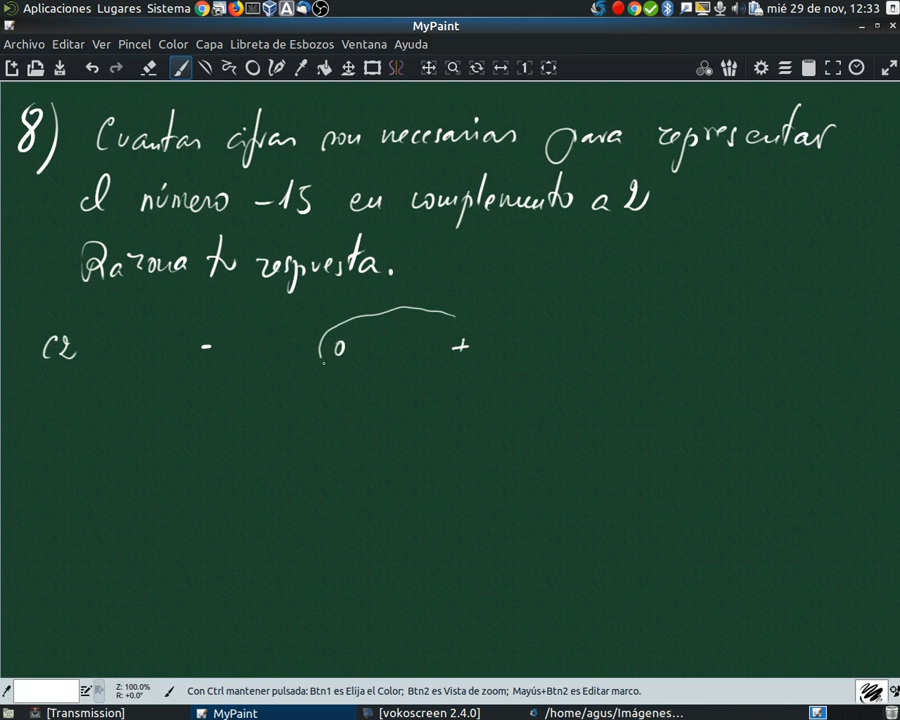 Aplicaciones Lugares Sistema mié 29 de nov, 12:33
MyPaint
Archivo Editar Ver Pincel Color Capa Libreta de Esbozos Ventana Ayuda
8) Cuantas cifras son necesarias para representar
el número -15 en complemento a 2
Razona tu respuesta.
C2 - 0 +
Z: 100.0%
R: +0.0°
Con Ctrl mantener pulsada: Btn1 es Elija el Color; Btn2 es Vista de zoom; Mayús+Btn2 es Editar marco.
[Transmission] MyPaint [vokoscreen 2.4.0] /home/agus/Imágenes...